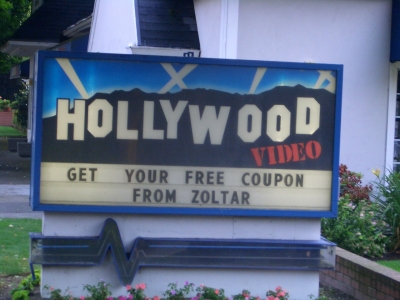 HOLLYWOOD
VIDEO
GET YOUR FREE COUPON
FROM ZOLTAR